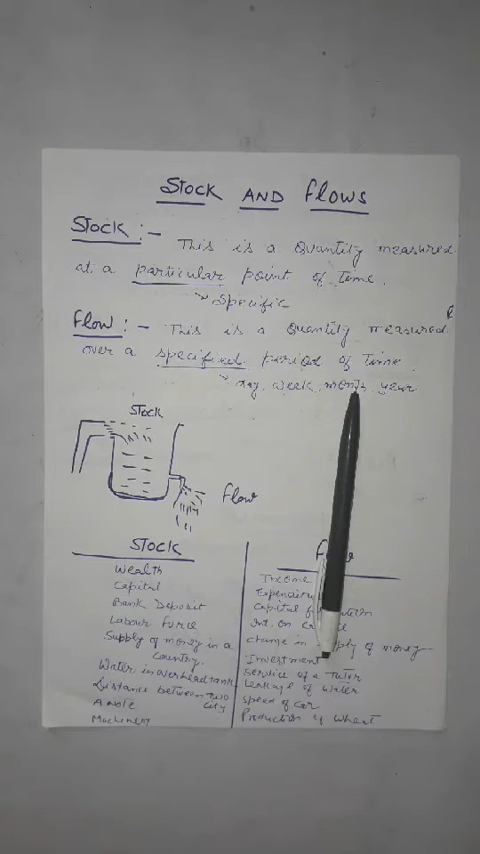 Stock AND flows
Stock :- This is a Quantity measured
at a particular point of Time.
Specific
Flow :- This is a Quantity measured
over a specified period of Time.
week, month, year
Stock
Flow
Stock
Wealth
Capital
Bank Deposit
Labour force
Supply of money in a
country.
Water in overhead tank
Distance between two
city
Machinery
Income
Capital
Int. on
change in supply of money
Investment
Service of a Tutor
Leakage of water
Speed of car
Production of wheat